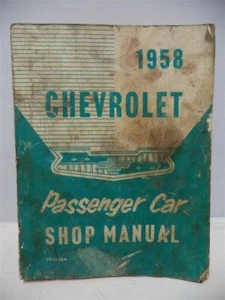 1958
CHEVROLET
Passenger Car
SHOP MANUAL